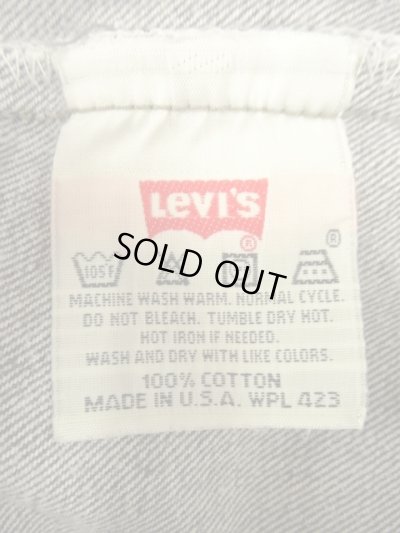 Levi's
®
®
105°F
SOLD OUT
MACHINE WASH WARM. NORMAL CYCLE.
DO NOT BLEACH. TUMBLE DRY HOT.
HOT IRON IF NEEDED.
WASH AND DRY WITH LIKE COLORS.
100% COTTON
MADE IN U.S.A. WPL 423